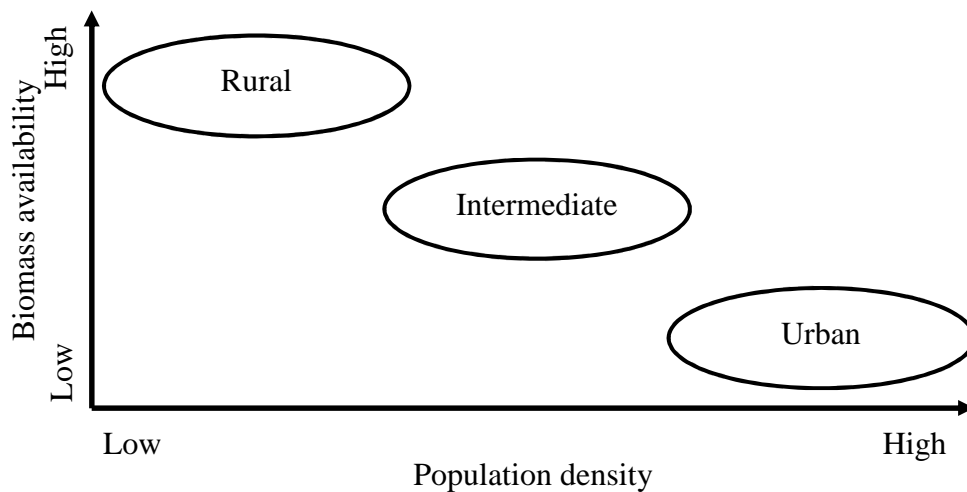 High
Rural
Biomass availability
Intermediate
Urban
Low
Low
High
Population density